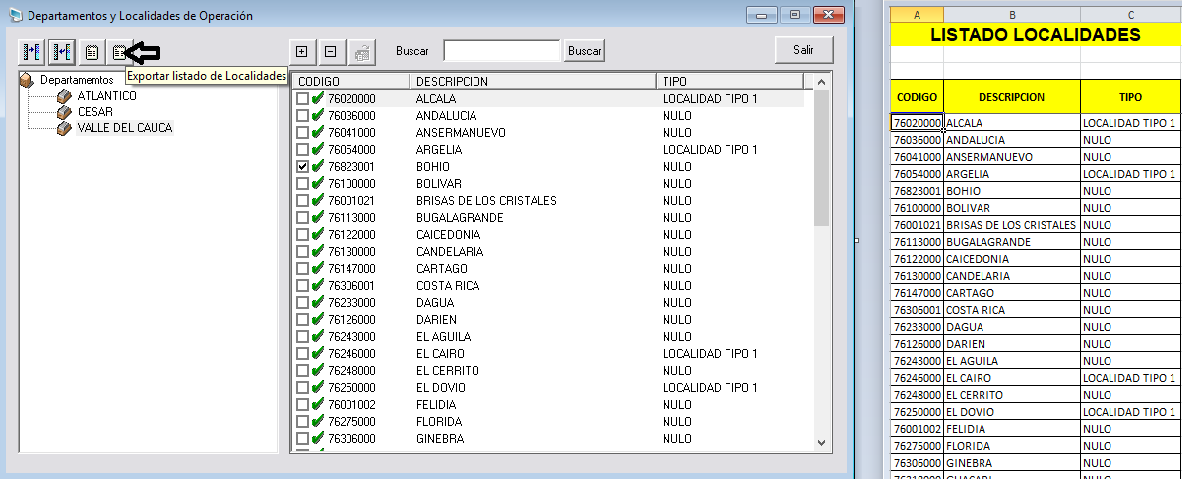 Departamentos y Localidades de Operación
Buscar
Buscar
Salir
Exportar listado de Localidades
Departamentos
ATLANTICO
CESAR
VALLE DEL CAUCA
CODIGO DESCRIPCION TIPO
76020000 ALCALA LOCALIDAD TIPO 1
76036000 ANDALUCIA NULO
76041000 ANSERMANUEVO NULO
76054000 ARGELIA LOCALIDAD TIPO 1
76823001 BOHIO NULO
76100000 BOLIVAR NULO
76001021 BRISAS DE LOS CRISTALES NULO
76113000 BUGALAGRANDE NULO
76122000 CAICEDONIA NULO
76130000 CANDELARIA NULO
76147000 CARTAGO NULO
76306001 COSTA RICA NULO
76233000 DAGUA NULO
76126000 DARIEN NULO
76243000 EL AGUILA NULO
76246000 EL CAIRO LOCALIDAD TIPO 1
76248000 EL CERRITO NULO
76250000 EL DOVIO LOCALIDAD TIPO 1
76001002 FELIDIA NULO
76275000 FLORIDA NULO
76306000 GINEBRA NULO
A B C
LISTADO LOCALIDADES
CODIGO DESCRIPCION TIPO
76020000 ALCALA LOCALIDAD TIPO 1
76036000 ANDALUCIA NULO
76041000 ANSERMANUEVO NULO
76054000 ARGELIA LOCALIDAD TIPO 1
76823001 BOHIO NULO
76100000 BOLIVAR NULO
76001021 BRISAS DE LOS CRISTALES NULO
76113000 BUGALAGRANDE NULO
76122000 CAICEDONIA NULO
76130000 CANDELARIA NULO
76147000 CARTAGO NULO
76306001 COSTA RICA NULO
76233000 DAGUA NULO
76126000 DARIEN NULO
76243000 EL AGUILA NULO
76246000 EL CAIRO LOCALIDAD TIPO 1
76248000 EL CERRITO NULO
76250000 EL DOVIO LOCALIDAD TIPO 1
76001002 FELIDIA NULO
76275000 FLORIDA NULO
76306000 GINEBRA NULO